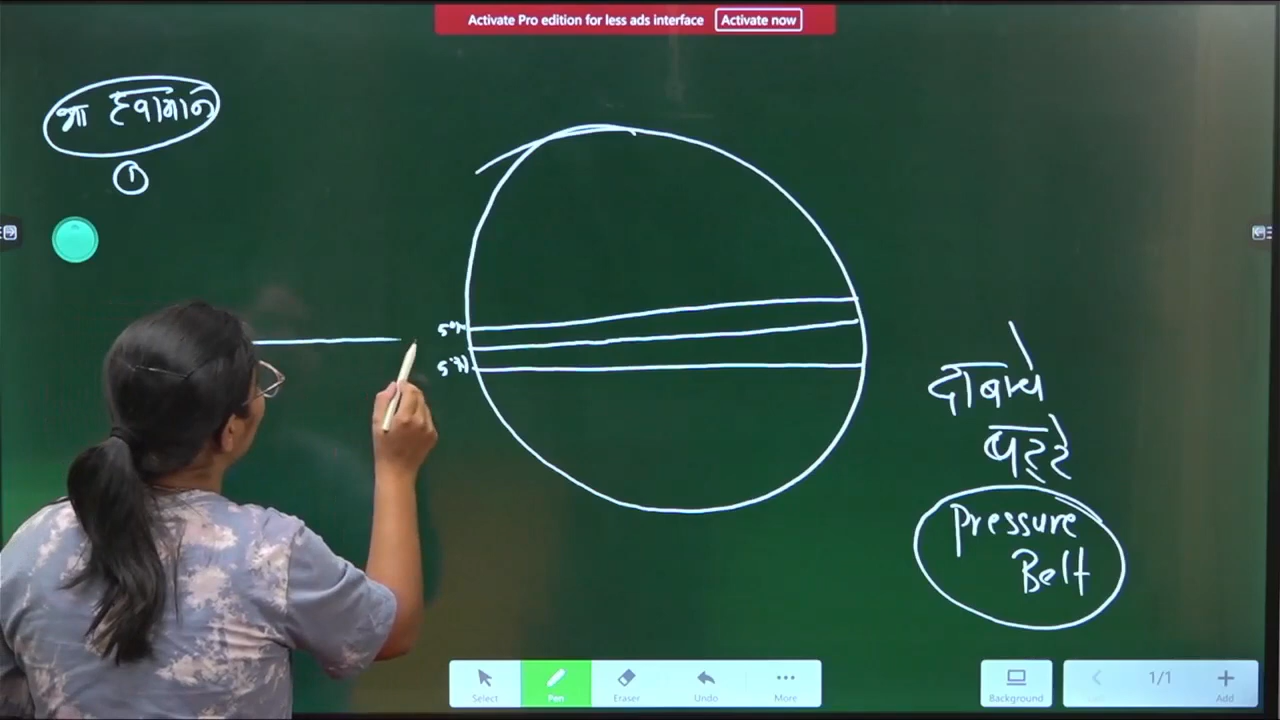 Activate Pro edition for less ads interface Activate now
हवामान
1
5°N
दाबाचे
पट्टे
Pressure
Belt
Select
Pen
Eraser
Undo
More
Background
1/1
Add